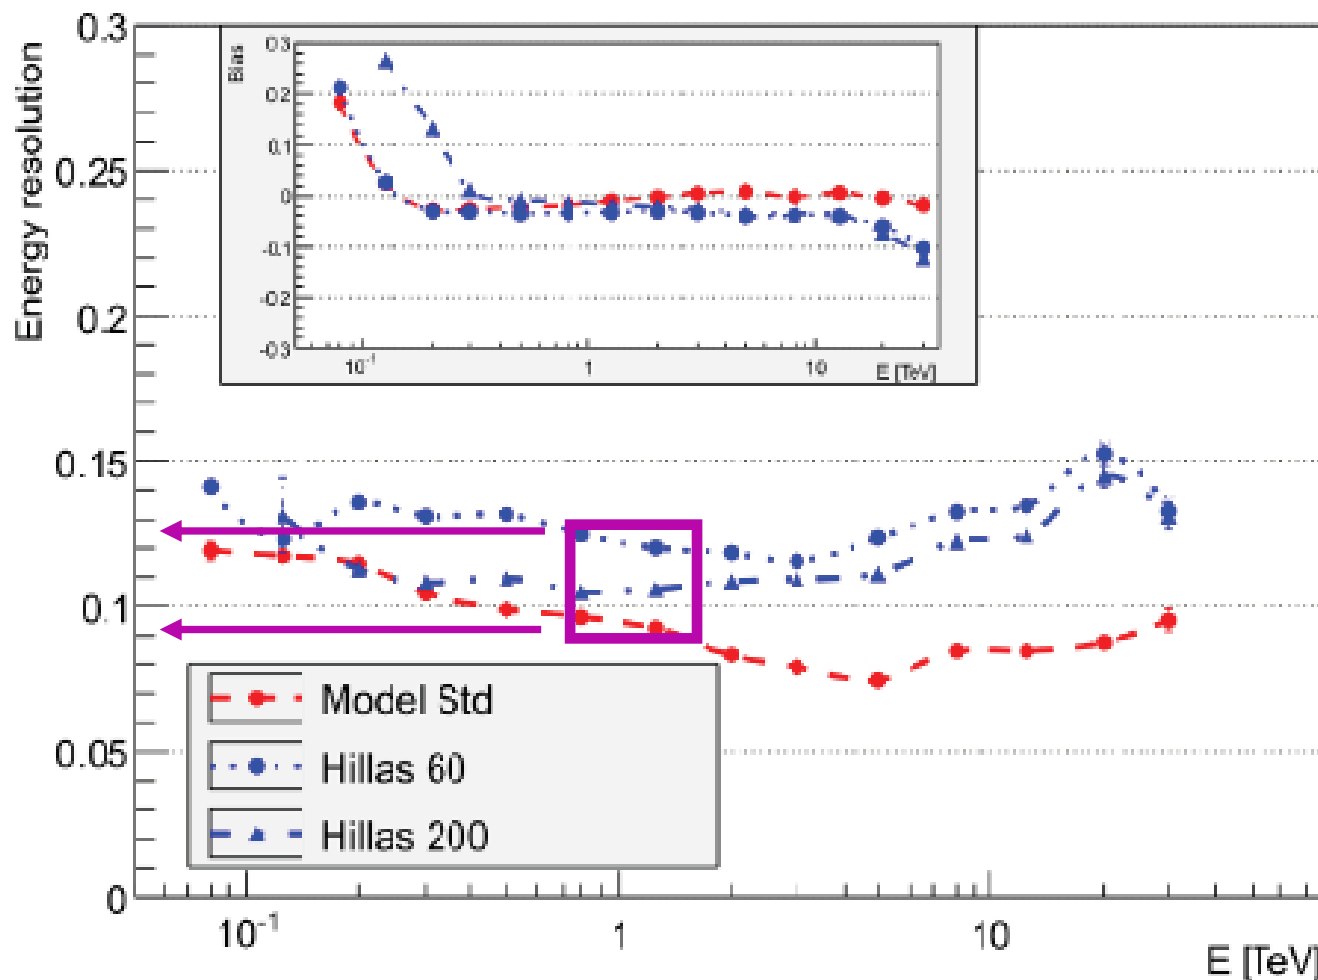 Energy resolution
0.3
0.25
0.2
0.15
0.1
0.05
0
10⁻¹
1
10
E [TeV]
Bias
0.3
0.2
0.1
0
-0.1
-0.2
-0.3
10⁻¹
1
10
E [TeV]
Model Std
Hillas 60
Hillas 200